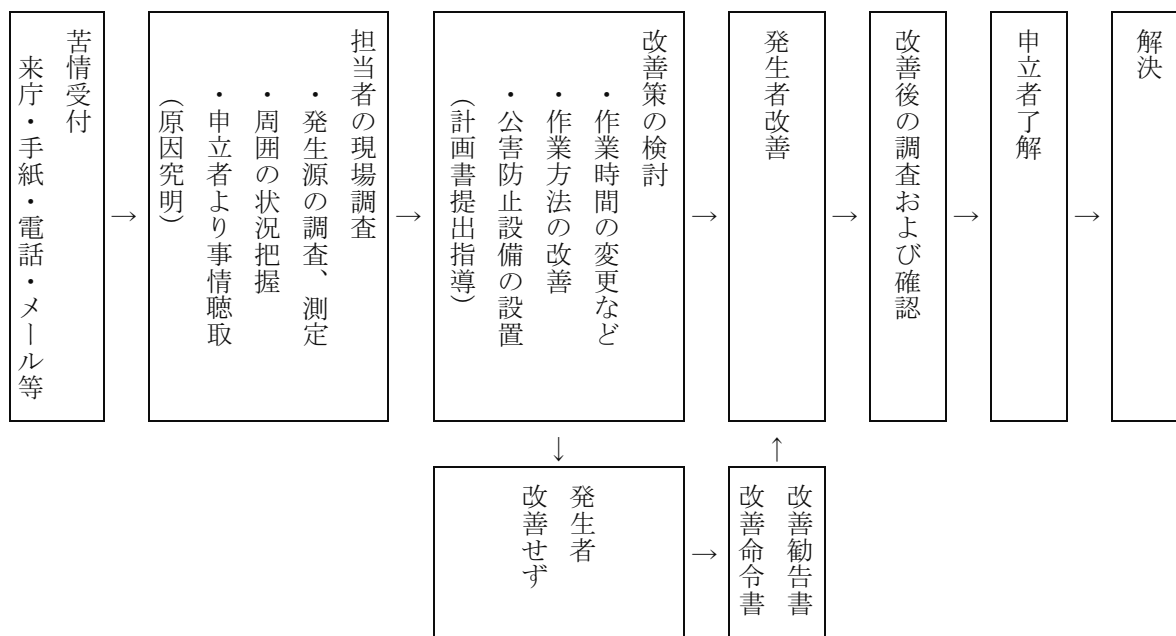 苦情受付
来庁・手紙・電話・メール等
→
担当者の現場調査
・発生源の調査、測定
・周囲の状況把握
・申立者より事情聴取
(原因究明)
→
改善策の検討
・作業時間の変更など
・作業方法の改善
・公害防止設備の設置
(計画書提出指導)
→
発生者改善
→
改善後の調査および確認
→
申立者了解
→
解決
↓
発生者
改善せず
→
改善勧告書
改善命令書
↑